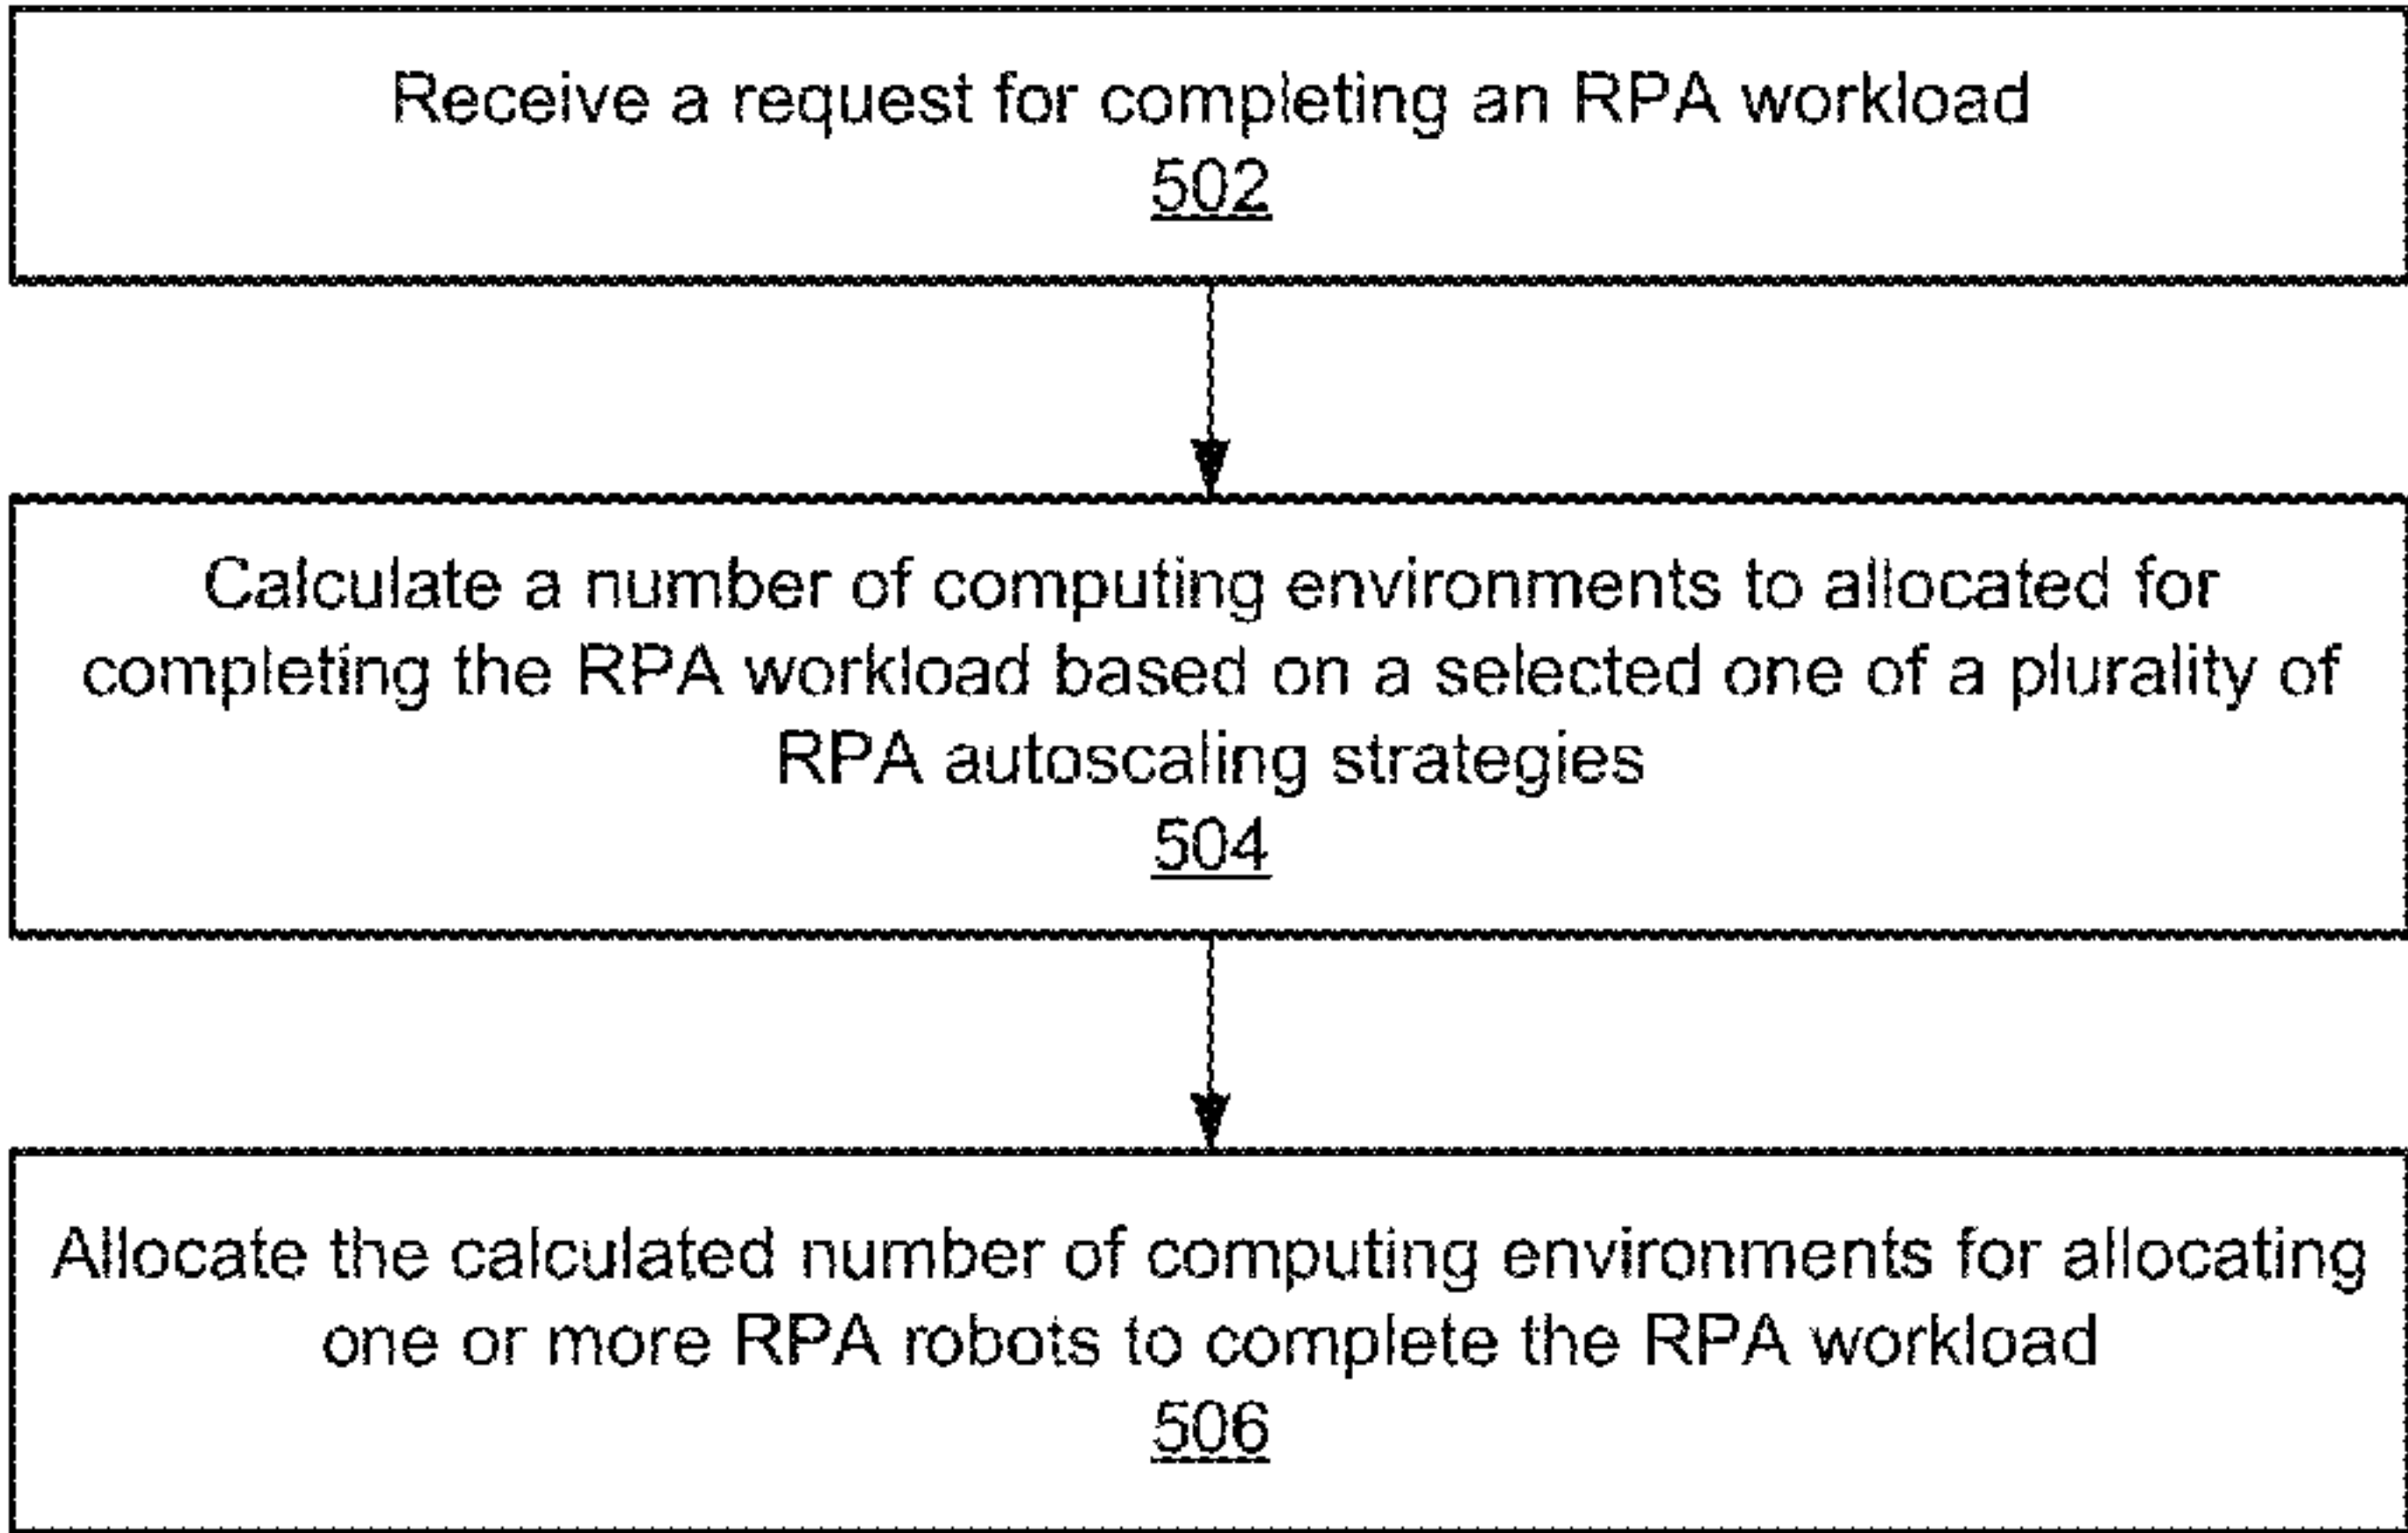 Receive a request for completing an RPA workload
502
Calculate a number of computing environments to allocated for
completing the RPA workload based on a selected one of a plurality of
RPA autoscaling strategies
504
Allocate the calculated number of computing environments for allocating
one or more RPA robots to complete the RPA workload
506